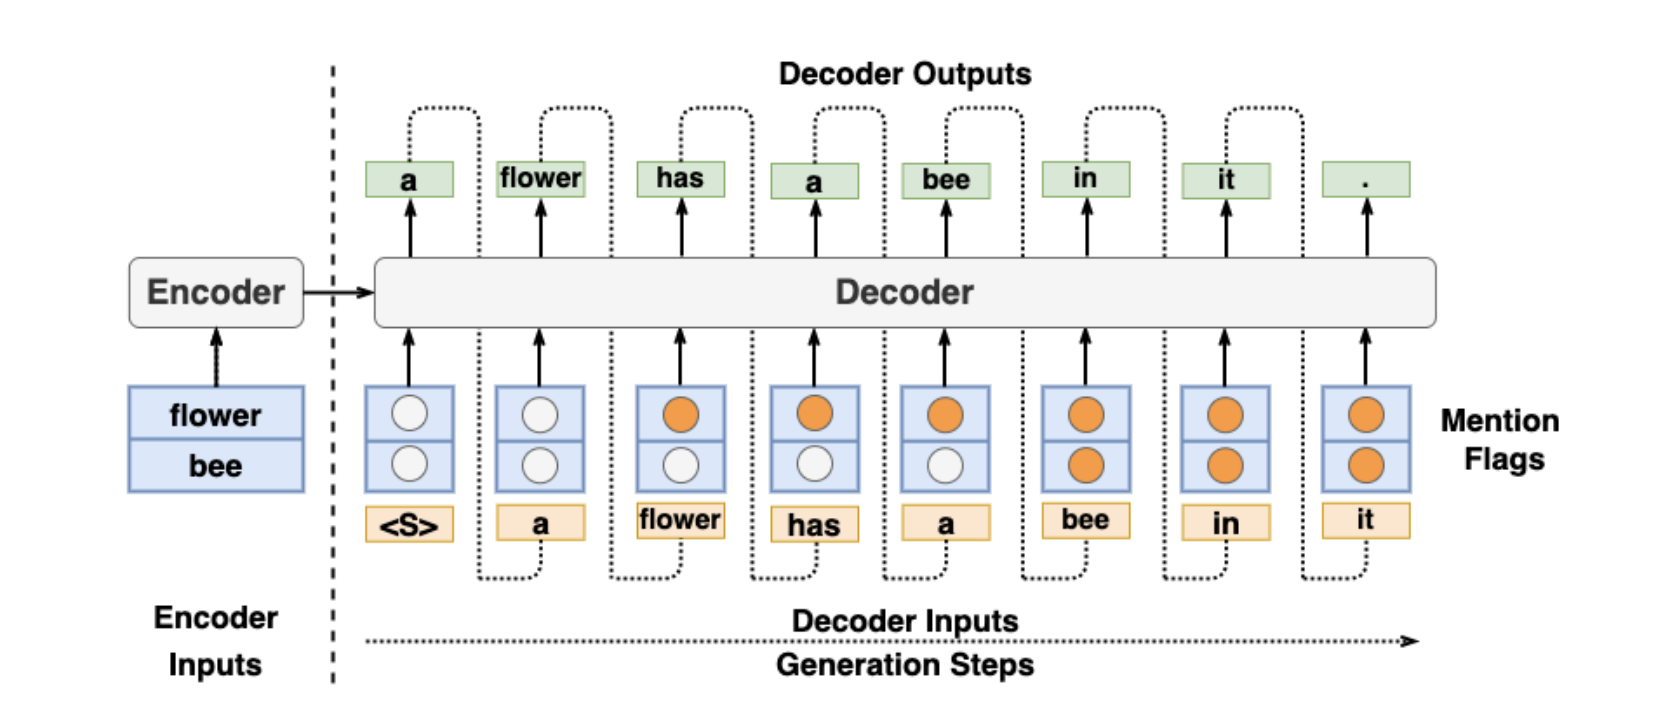 Decoder Outputs
a flower has a bee in it .
Encoder
Decoder
flower
bee
Mention
Flags
<S> a flower has a bee in it
Encoder
Inputs
Decoder Inputs
Generation Steps